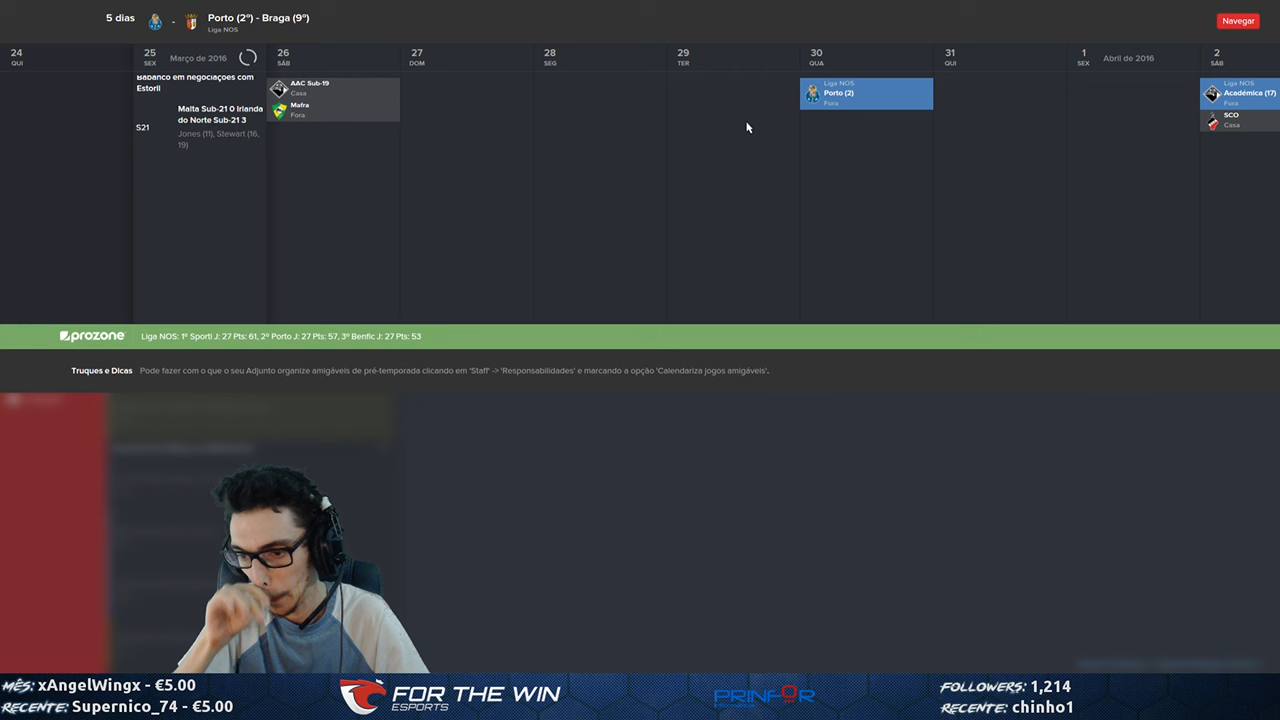 5 dias
Porto (2º) - Braga (9º)
Liga NOS
Navegar
24
QUI
25
SEX
Março de 2016
26
SÁB
27
DOM
28
SEG
29
TER
30
QUA
31
QUI
1
SEX
Abril de 2016
2
SÁB
Babanco em negociações com
Estoril
S21
Malta Sub-21 0 Irlanda
do Norte Sub-21 3
Jones (11), Stewart (16,
19)
AAC Sub-19
Casa
Mafra
Fora
Liga NOS
Porto (2)
Fora
Liga NOS
Académica (17)
Fora
SCO
Casa
prozone
Liga NOS: 1º Sporti J: 27 Pts: 61, 2º Porto J: 27 Pts: 57, 3º Benfic J: 27 Pts: 53
Truques e Dicas
Pode fazer com o que o seu Adjunto organize amigáveis de pré-temporada clicando em 'Staff' -> 'Responsabilidades' e marcando a opção 'Calendariza jogos amigáveis'.
MÊS: xAngelWingx - €5.00
RECENTE: Supernico_74 - €5.00
FOR THE WIN
ESPORTS
PRINFOR
FOLLOWERS: 1,214
RECENTE: chinho1